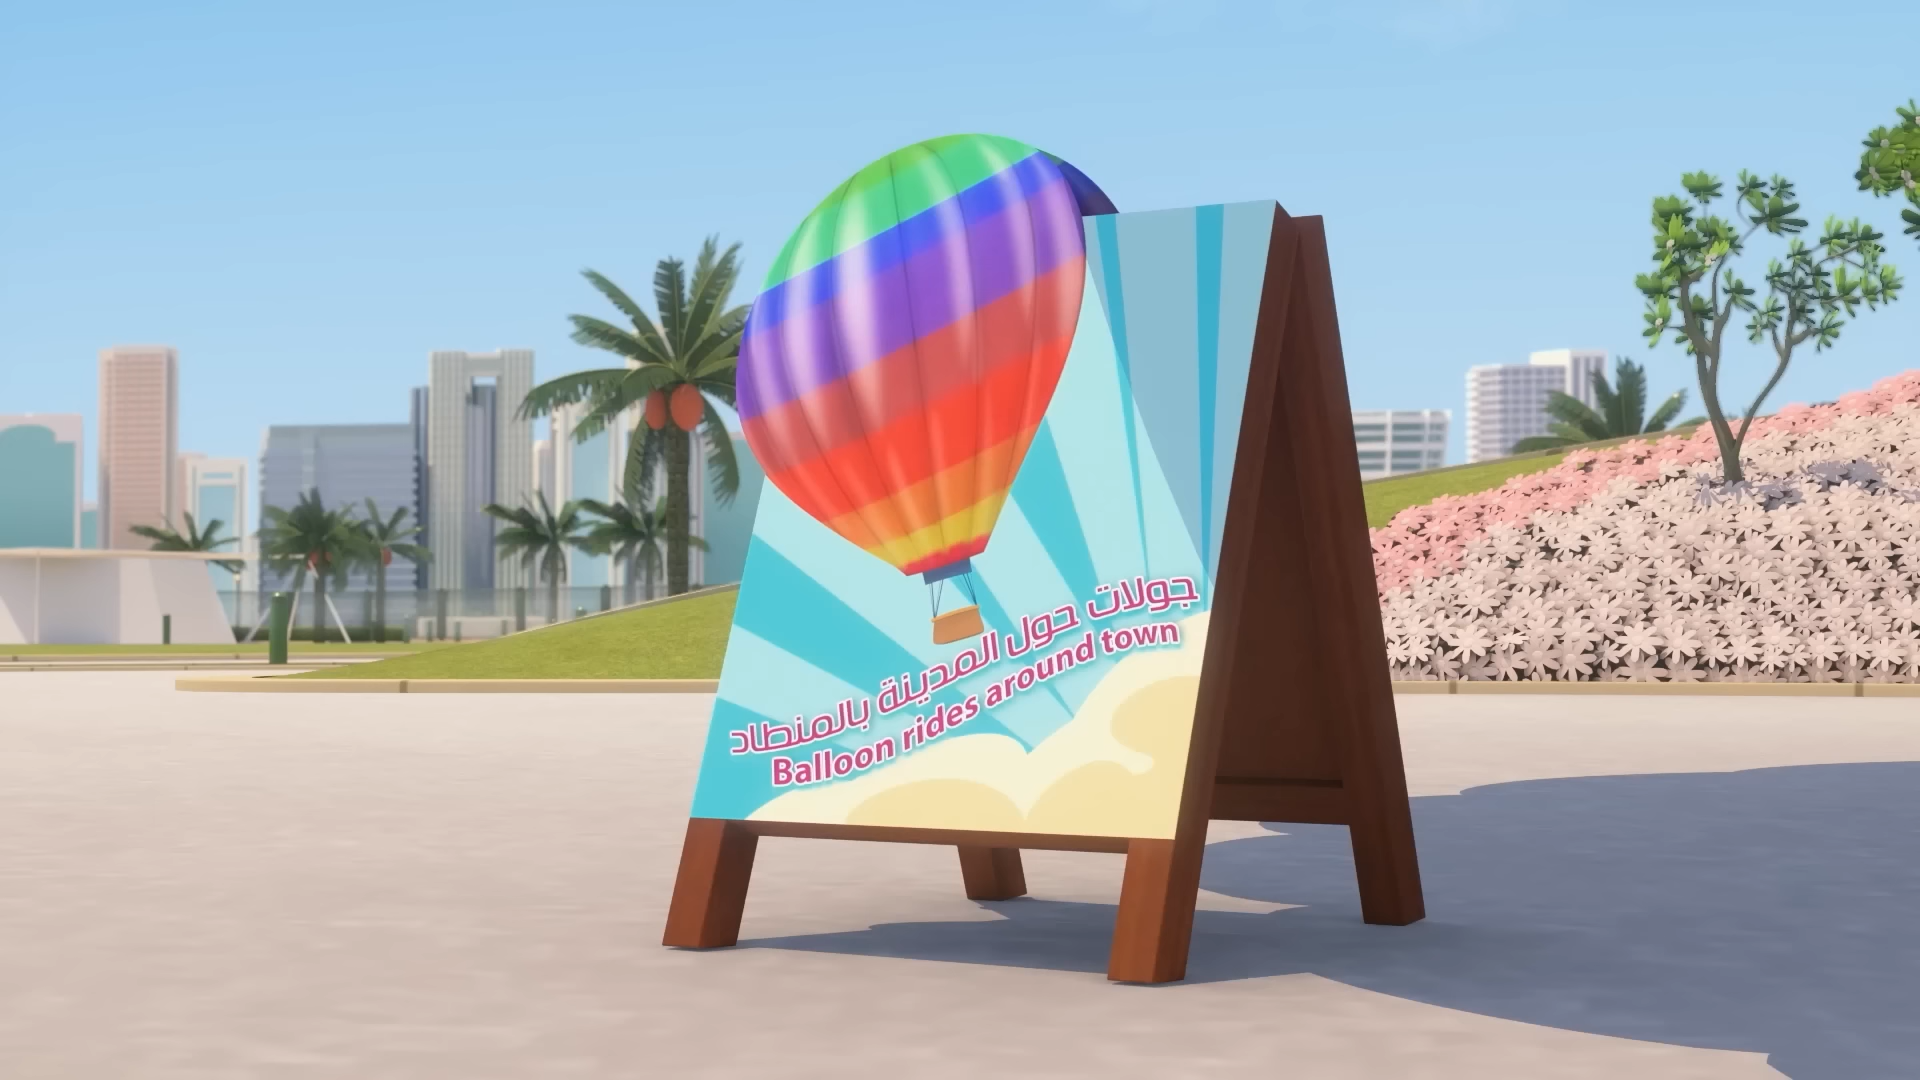 جولات حول المدينة بالمنطاد
Balloon rides around town